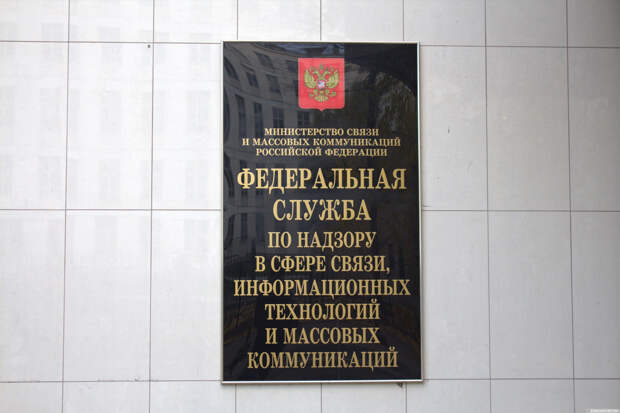 МИНИСТЕРСТВО СВЯЗИ
И МАССОВЫХ КОММУНИКАЦИЙ
РОССИЙСКОЙ ФЕДЕРАЦИИ
ФЕДЕРАЛЬНАЯ
СЛУЖБА
ПО НАДЗОРУ
В СФЕРЕ СВЯЗИ,
ИНФОРМАЦИОННЫХ
ТЕХНОЛОГИЙ
И МАССОВЫХ
КОММУНИКАЦИЙ